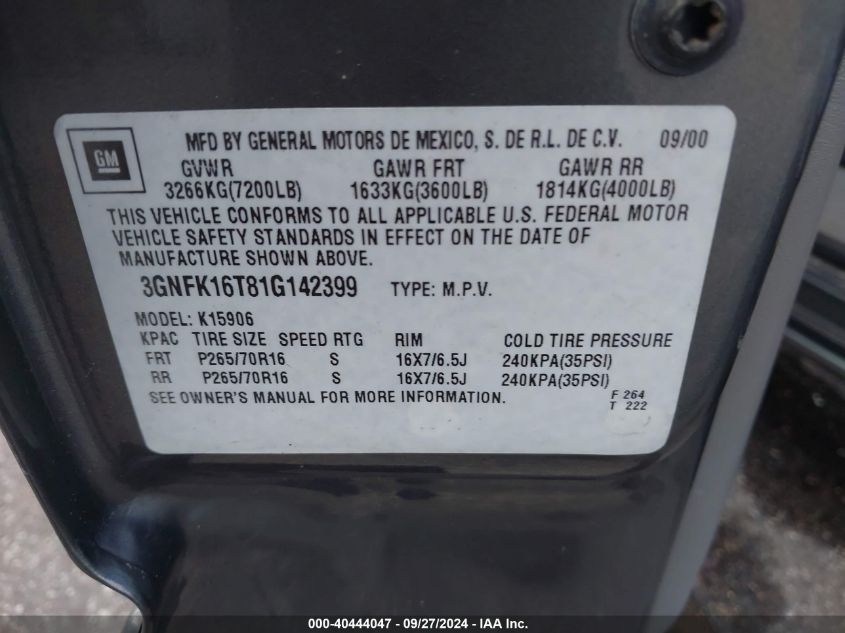 MFD BY GENERAL MOTORS DE MEXICO, S. DE R.L. DE C.V. 09/00
GM
GVWR GAWR FRT GAWR RR
3266KG(7200LB) 1633KG(3600LB) 1814KG(4000LB)
THIS VEHICLE CONFORMS TO ALL APPLICABLE U.S. FEDERAL MOTOR
VEHICLE SAFETY STANDARDS IN EFFECT ON THE DATE OF
MANUFACTURE SHOWN ABOVE.
3GNFK16T81G142399 TYPE: M.P.V.
MODEL: K15906
KPAC TIRE SIZE SPEED RTG RIM COLD TIRE PRESSURE
FRT P265/70R16 S 16X7/6.5J 240KPA(35PSI)
RR P265/70R16 S 16X7/6.5J 240KPA(35PSI)
SEE OWNER'S MANUAL FOR MORE INFORMATION. F 264
T 222
000-40444047 — 09/27/2024 — IAA Inc.